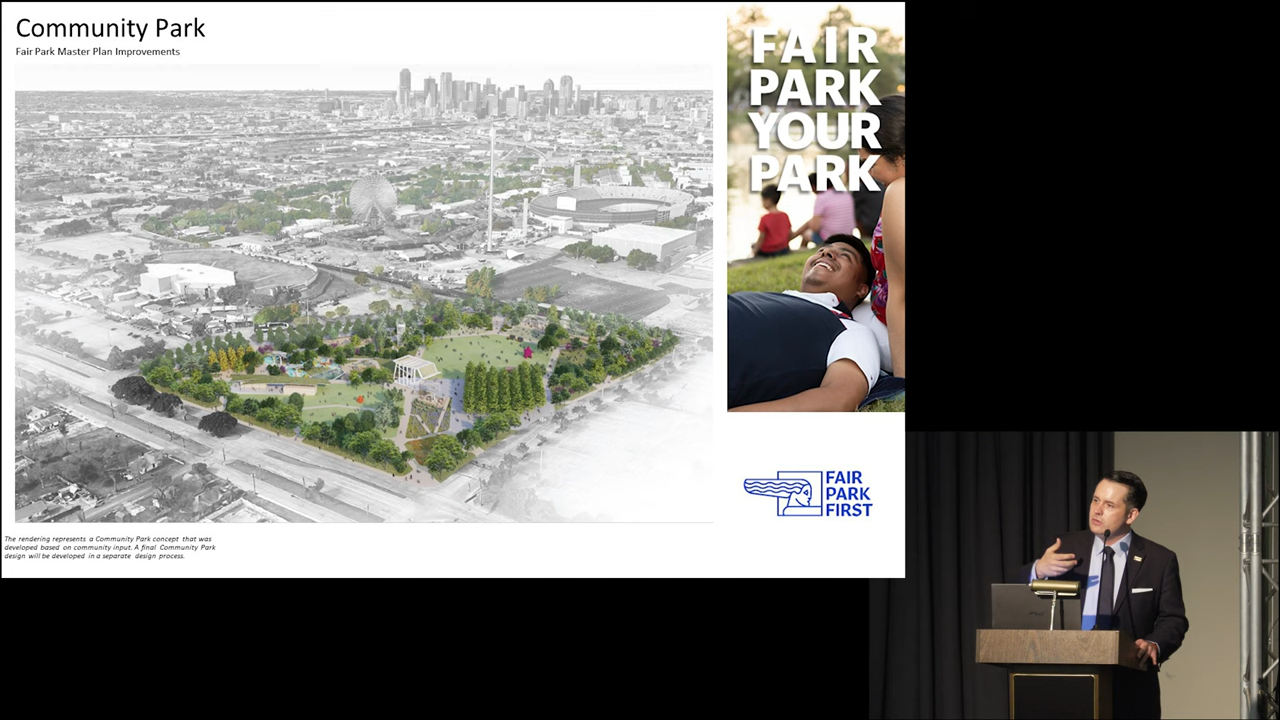 Community Park
Fair Park Master Plan Improvements
The rendering represents a Community Park concept that was
developed based on community input. A final Community Park
design will be developed in a separate design process.
FAIR
PARK
YOUR
PARK
FAIR
PARK
FIRST